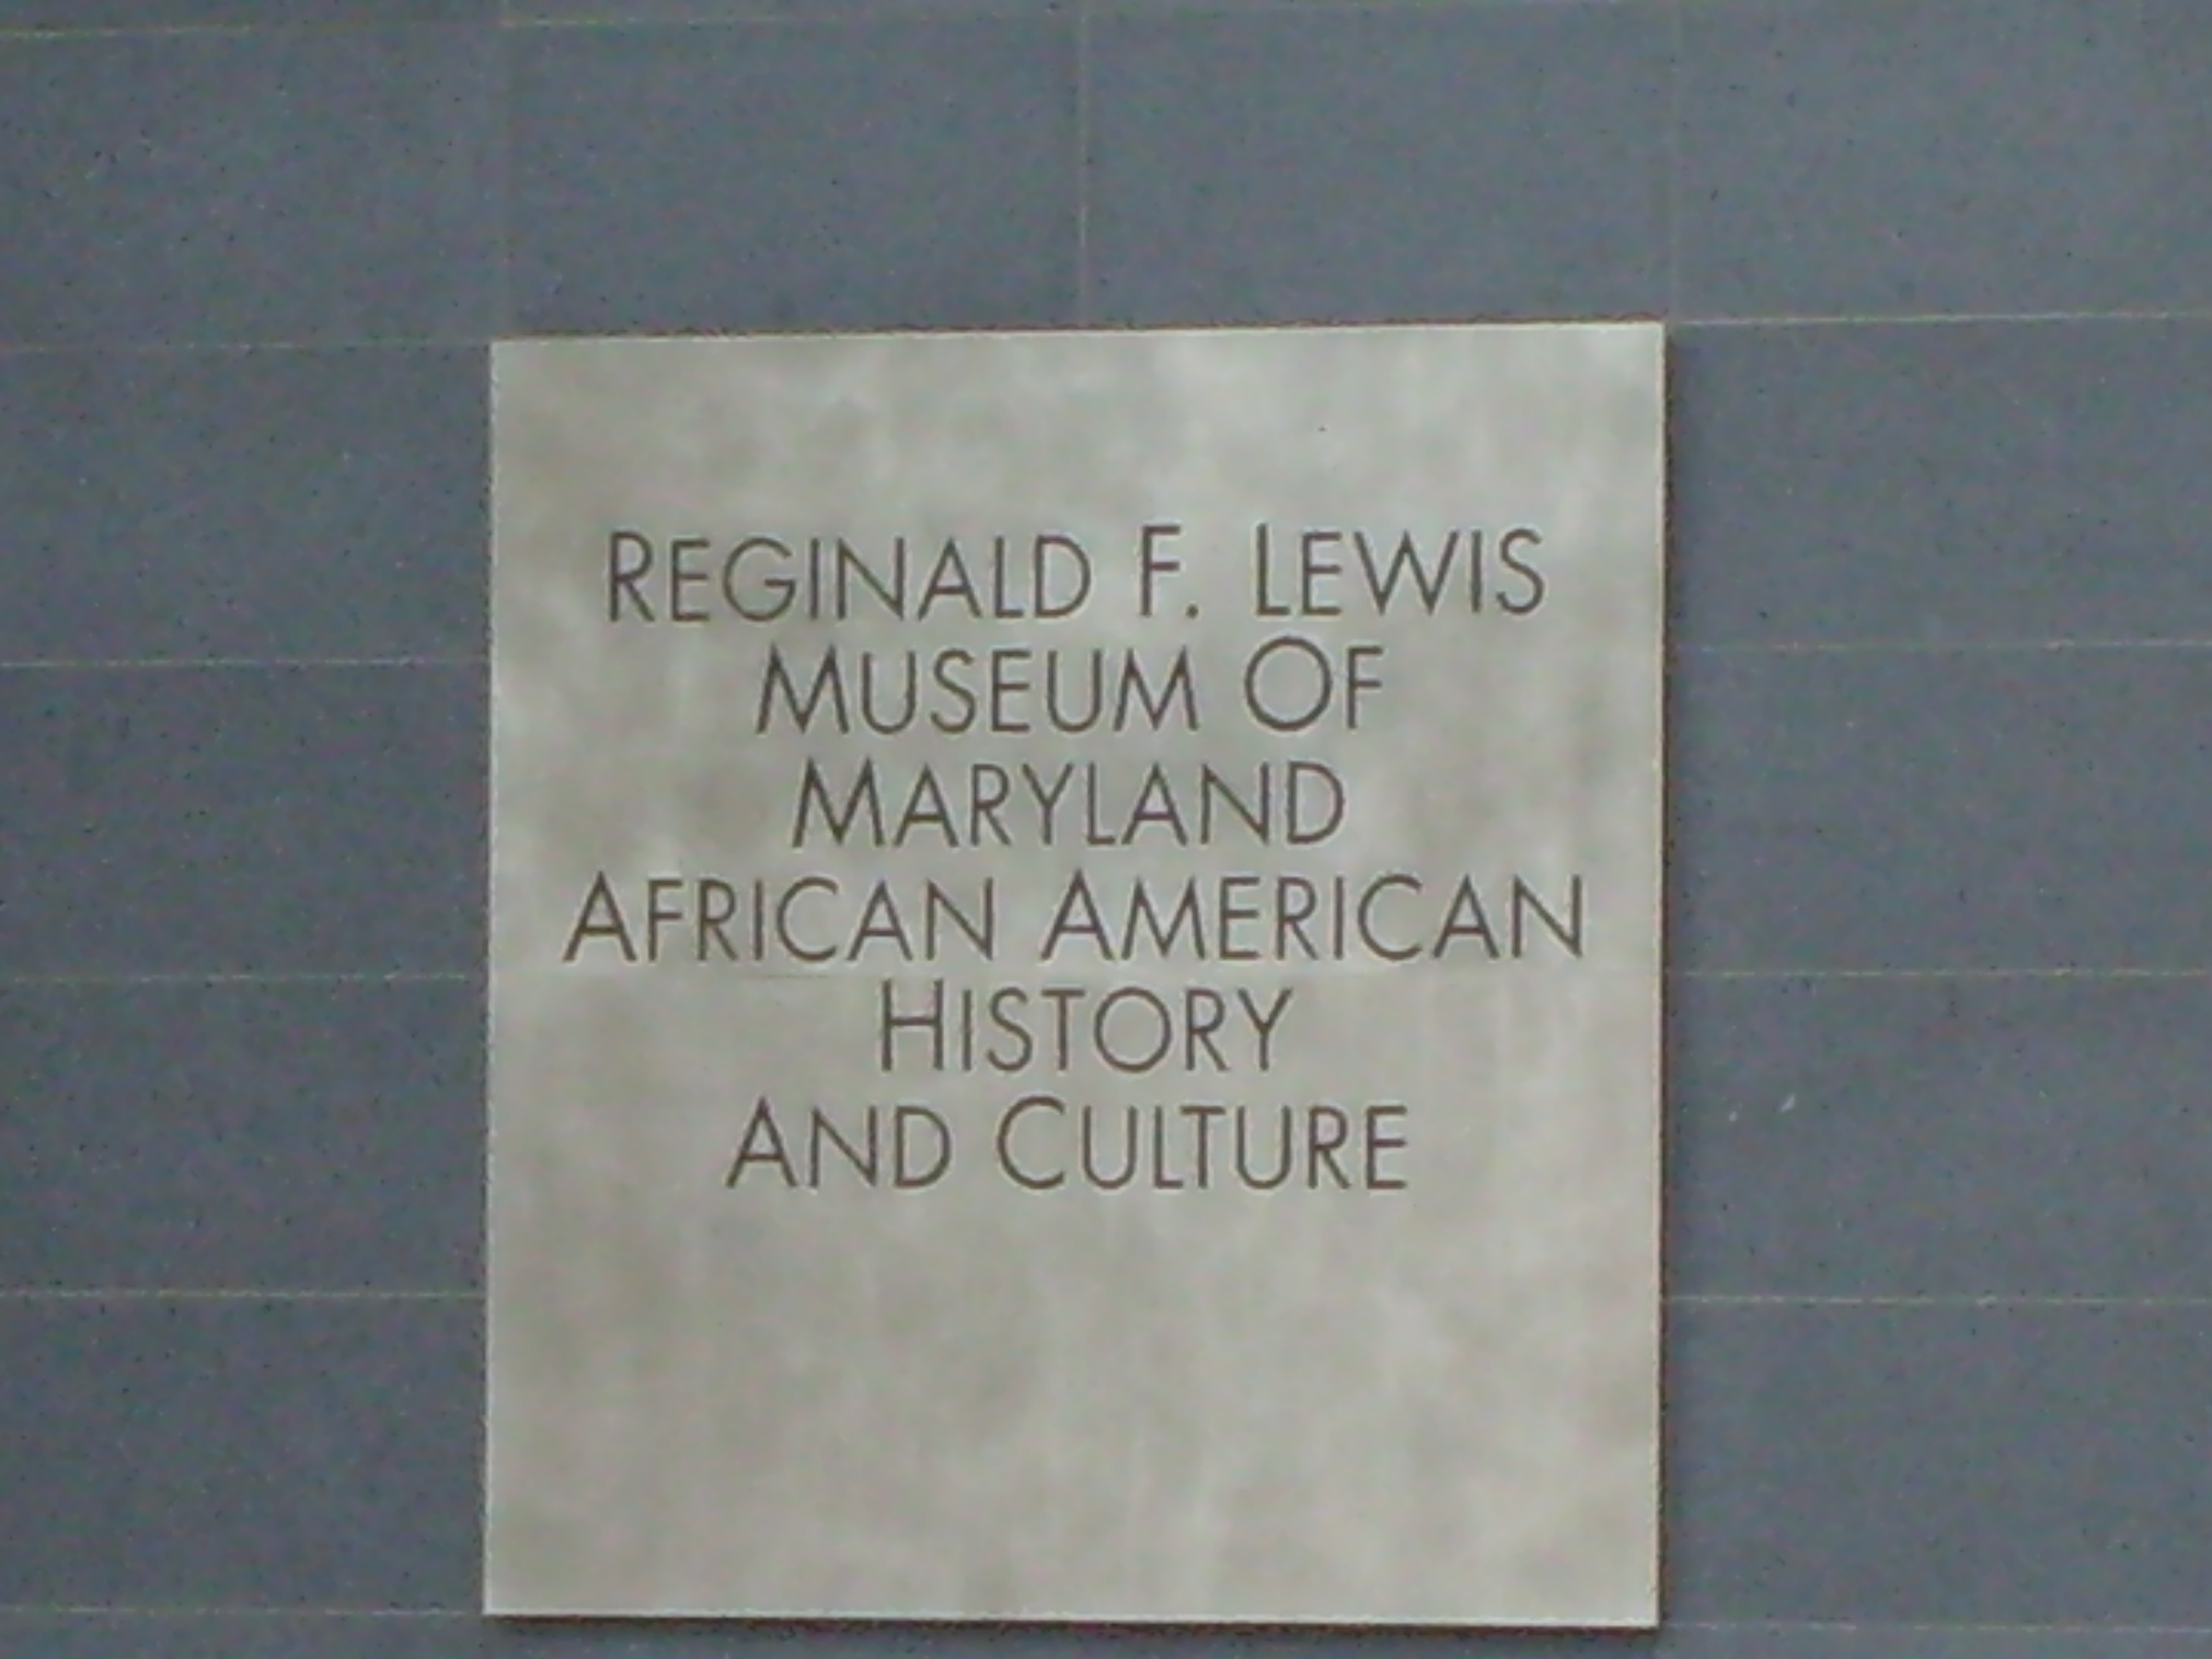 REGINALD F. LEWIS
MUSEUM OF
MARYLAND
AFRICAN AMERICAN
HISTORY
AND CULTURE